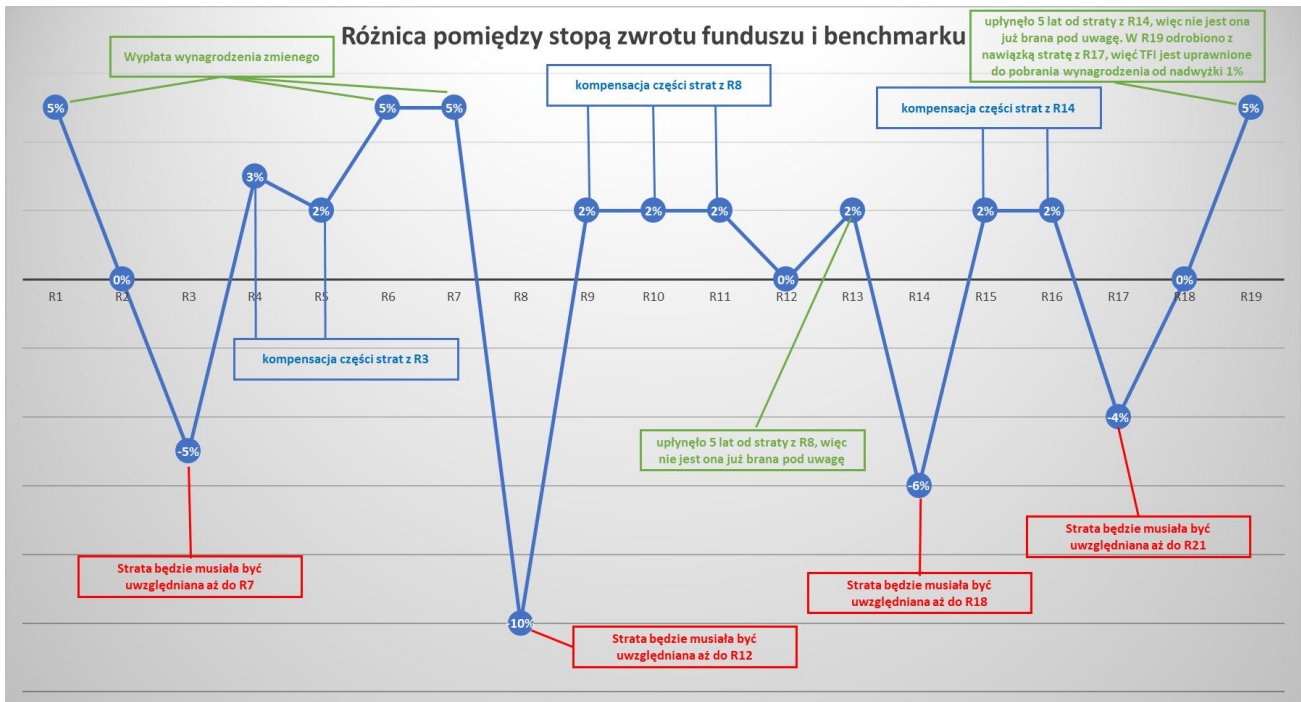 Różnica pomiędzy stopą zwrotu funduszu i benchmarku
Wypłata wynagrodzenia zmienego
upłynęło 5 lat od straty z R14, więc nie jest ona
już brana pod uwagę. W R19 odrobiono z
nawiązką stratę z R17, więć TFI jest uprawnione
do pobrania wynagrodzenia od nadwyżki 1%
kompensacja części strat z R8
kompensacja części strat z R14
5%
0%
-5%
3%
2%
5%
5%
-10%
2%
2%
2%
0%
2%
-6%
2%
2%
-4%
0%
5%
R1
R2
R3
R4
R5
R6
R7
R8
R9
R10
R11
R12
R13
R14
R15
R16
R17
R18
R19
kompensacja części strat z R3
upłynęło 5 lat od straty z R8, więc
nie jest ona już brana pod uwagę
Strata będzie musiała być
uwzględniana aż do R7
Strata będzie musiała być
uwzględniana aż do R12
Strata będzie musiała być
uwzględniana aż do R18
Strata będzie musiała być
uwzględniana aż do R21